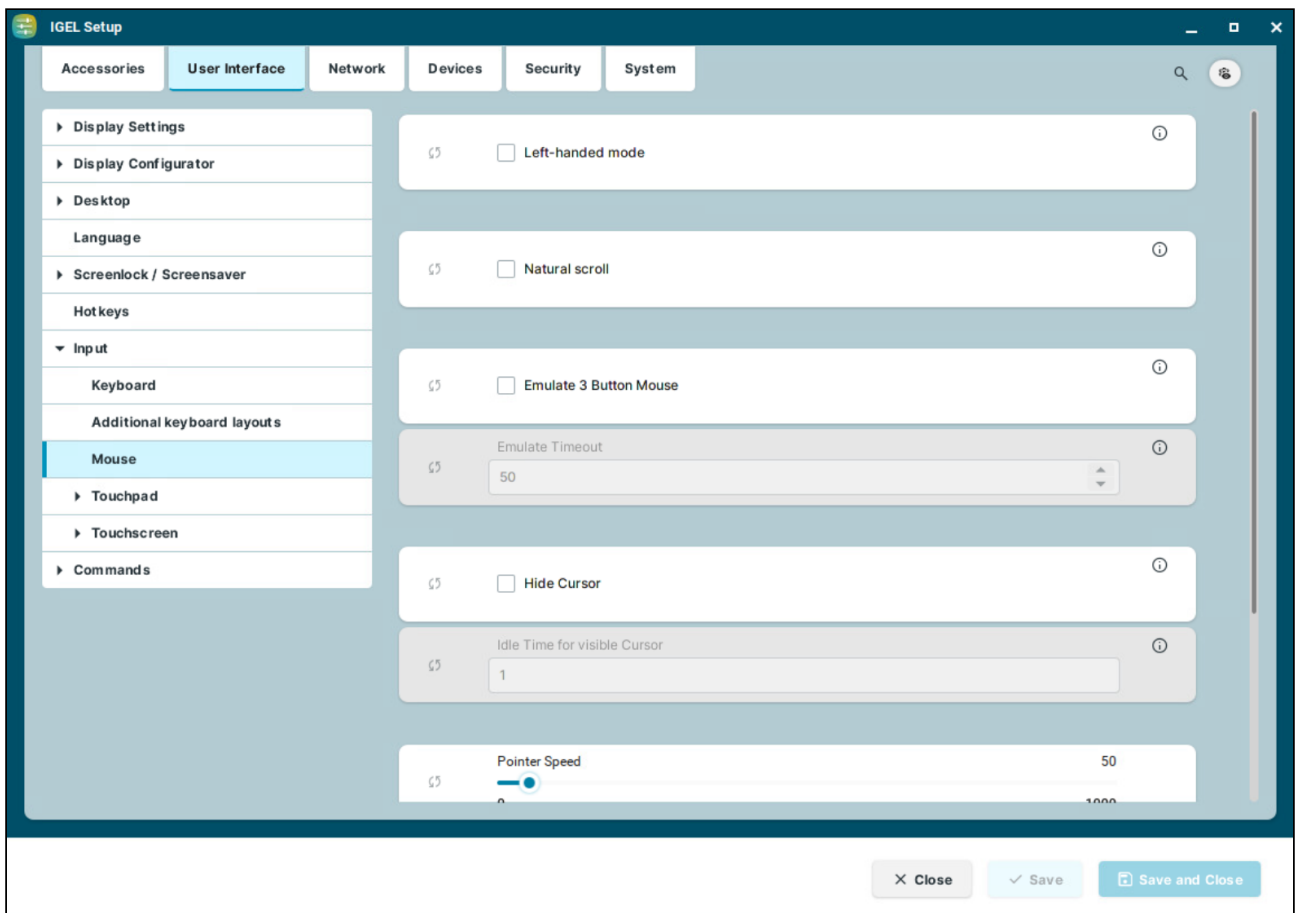 IGEL Setup
Accessories
User Interface
Network
Devices
Security
System
Display Settings
Display Configurator
Desktop
Language
Screenlock / Screensaver
Hotkeys
Input
Keyboard
Additional keyboard layouts
Mouse
Touchpad
Touchscreen
Commands
Left-handed mode
Natural scroll
Emulate 3 Button Mouse
Emulate Timeout
50
Hide Cursor
Idle Time for visible Cursor
1
Pointer Speed 50
0 1000
Close
Save
Save and Close